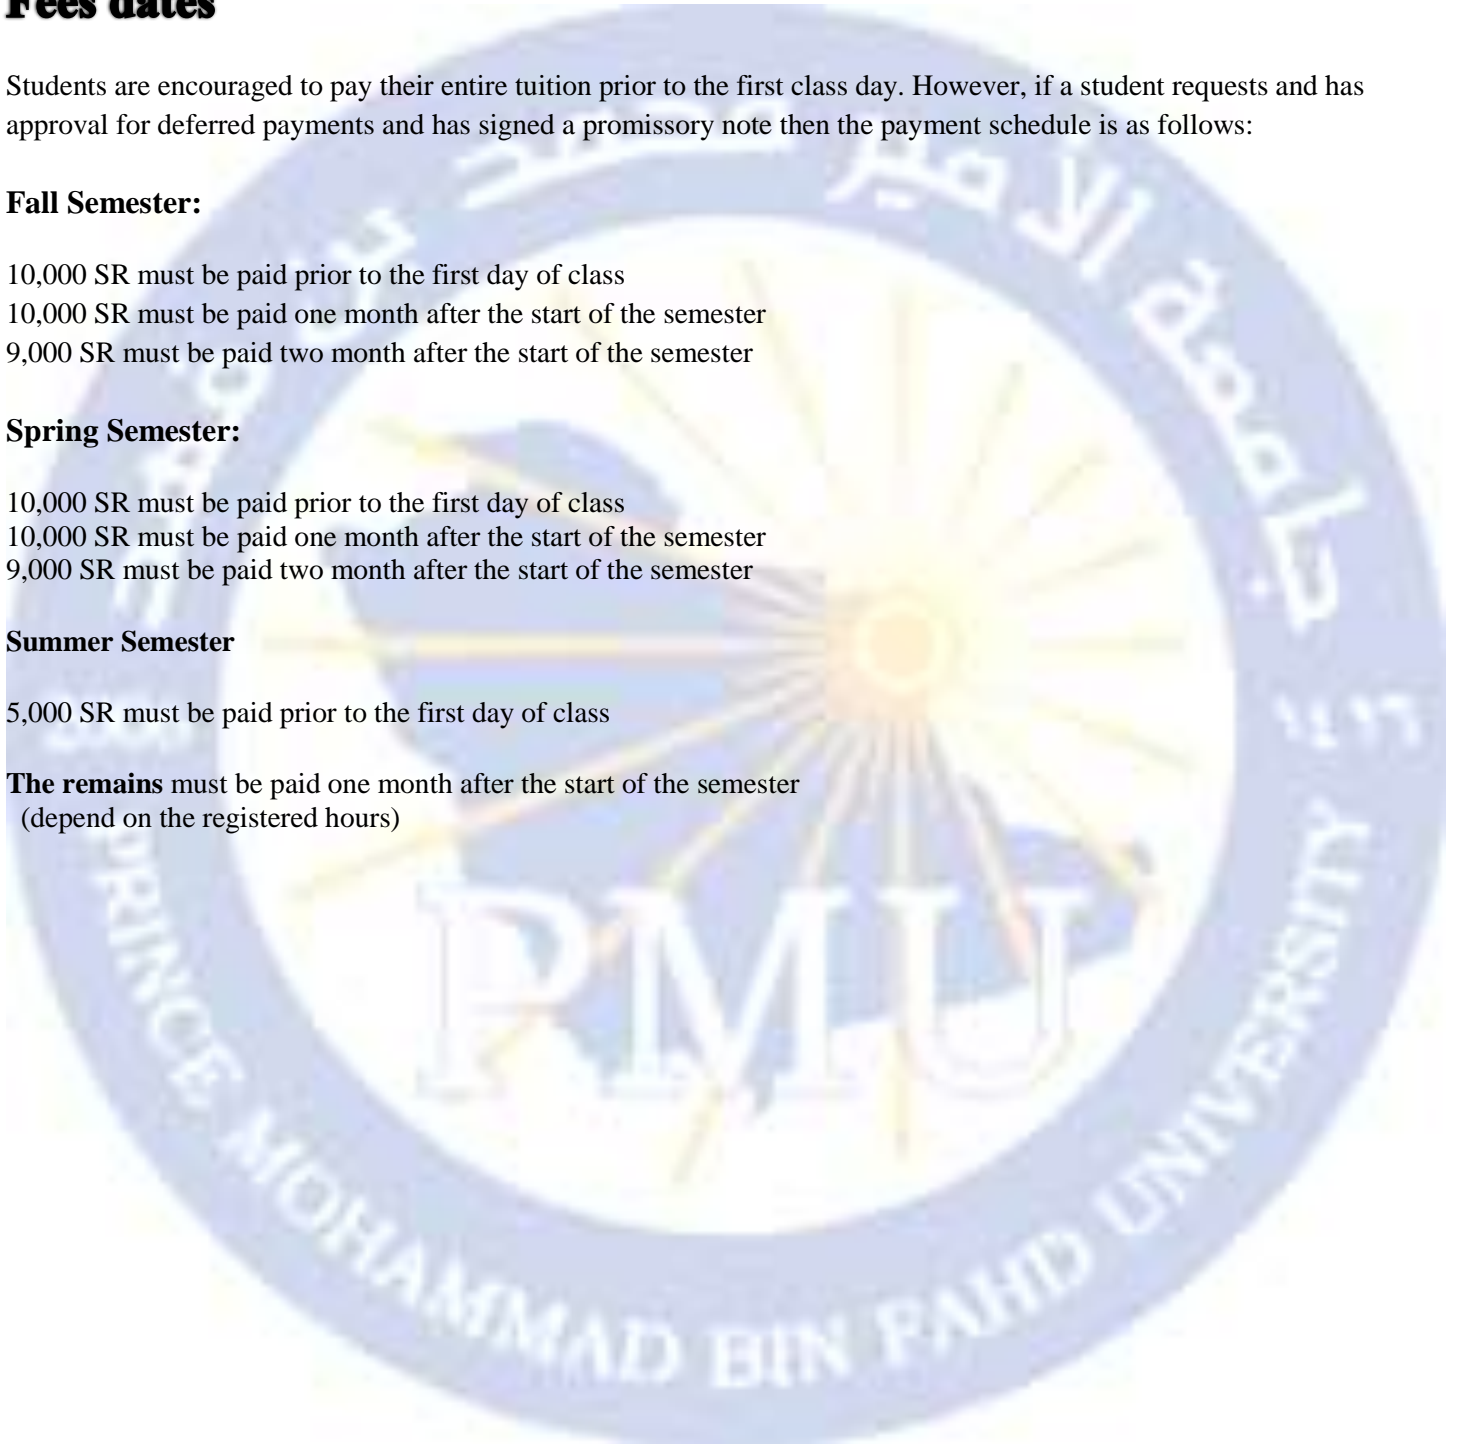 Fees dates
Students are encouraged to pay their entire tuition prior to the first class day. However, if a student requests and has
approval for deferred payments and has signed a promissory note then the payment schedule is as follows:
Fall Semester:
10,000 SR must be paid prior to the first day of class
10,000 SR must be paid one month after the start of the semester
9,000 SR must be paid two month after the start of the semester
Spring Semester:
10,000 SR must be paid prior to the first day of class
10,000 SR must be paid one month after the start of the semester
9,000 SR must be paid two month after the start of the semester
Summer Semester
5,000 SR must be paid prior to the first day of class
The remains must be paid one month after the start of the semester
(depend on the registered hours)
جامعة الأمير محمد بن فهد
PMU
PRINCE MOHAMMAD BIN FAHD UNIVERSITY